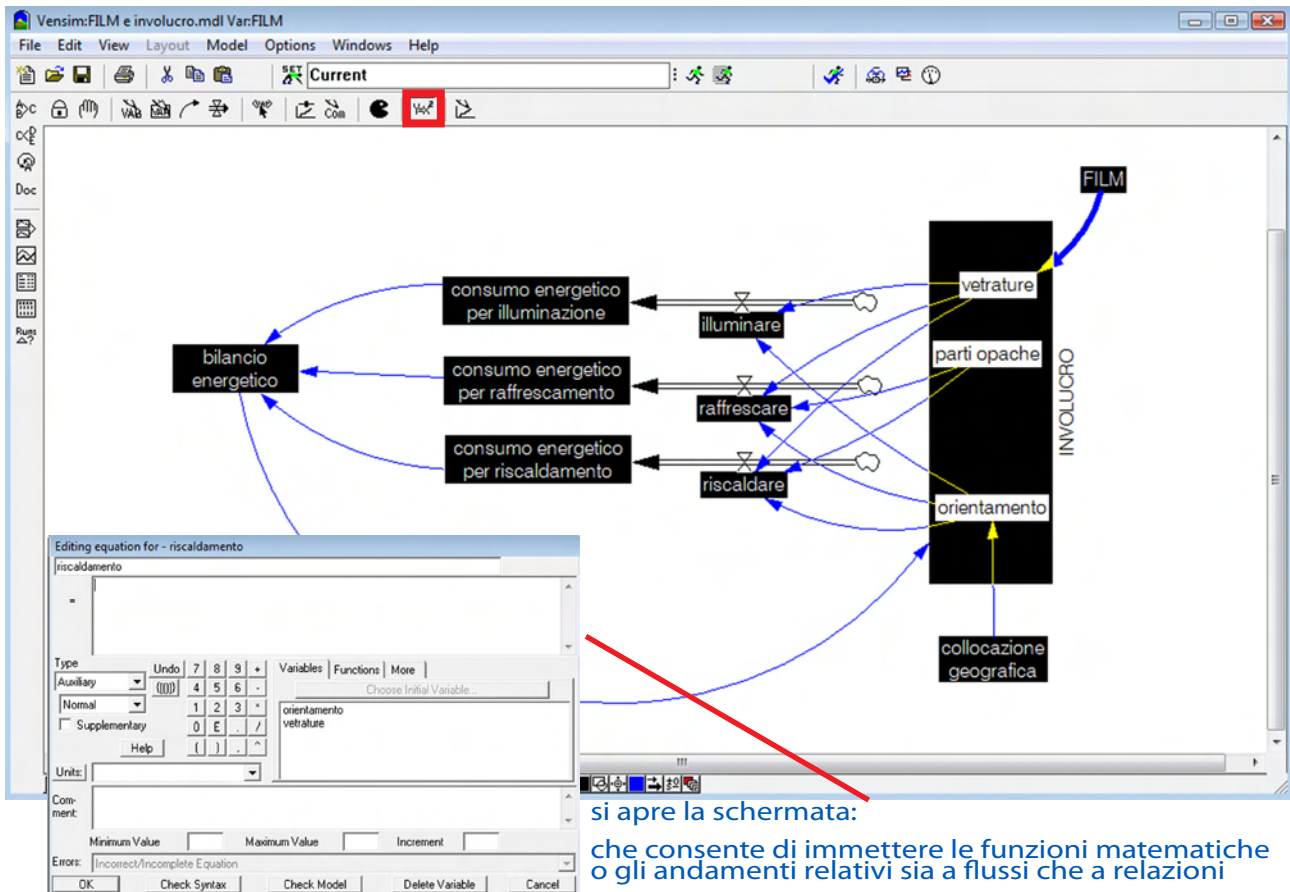 Vensim:FILM e involucro.mdl Var:FILM
File Edit View Layout Model Options Windows Help
SET Current
VAB
Com
Y=X²
Doc
Runs
FILM
vetrature
consumo energetico
per illuminazione
illuminare
parti opache
INVOLUCRO
bilancio
energetico
consumo energetico
per raffrescamento
raffrescare
consumo energetico
per riscaldamento
riscaldare
orientamento
collocazione
geografica
Editing equation for - riscaldamento
riscaldamento
=
Type
Undo 7 8 9 +
Variables Functions More
Auxiliary
{[()]} 4 5 6 -
Choose Initial Variable...
Normal
1 2 3 *
orientamento
Supplementary
0 E . /
vetrature
Help
( ) , ^
Units:
Com-
ment:
Minimum Value Maximum Value Increment
Errors: Incorrect/Incomplete Equation
OK Check Syntax Check Model Delete Variable Cancel
si apre la schermata:
che consente di immettere le funzioni matematiche
o gli andamenti relativi sia a flussi che a relazioni